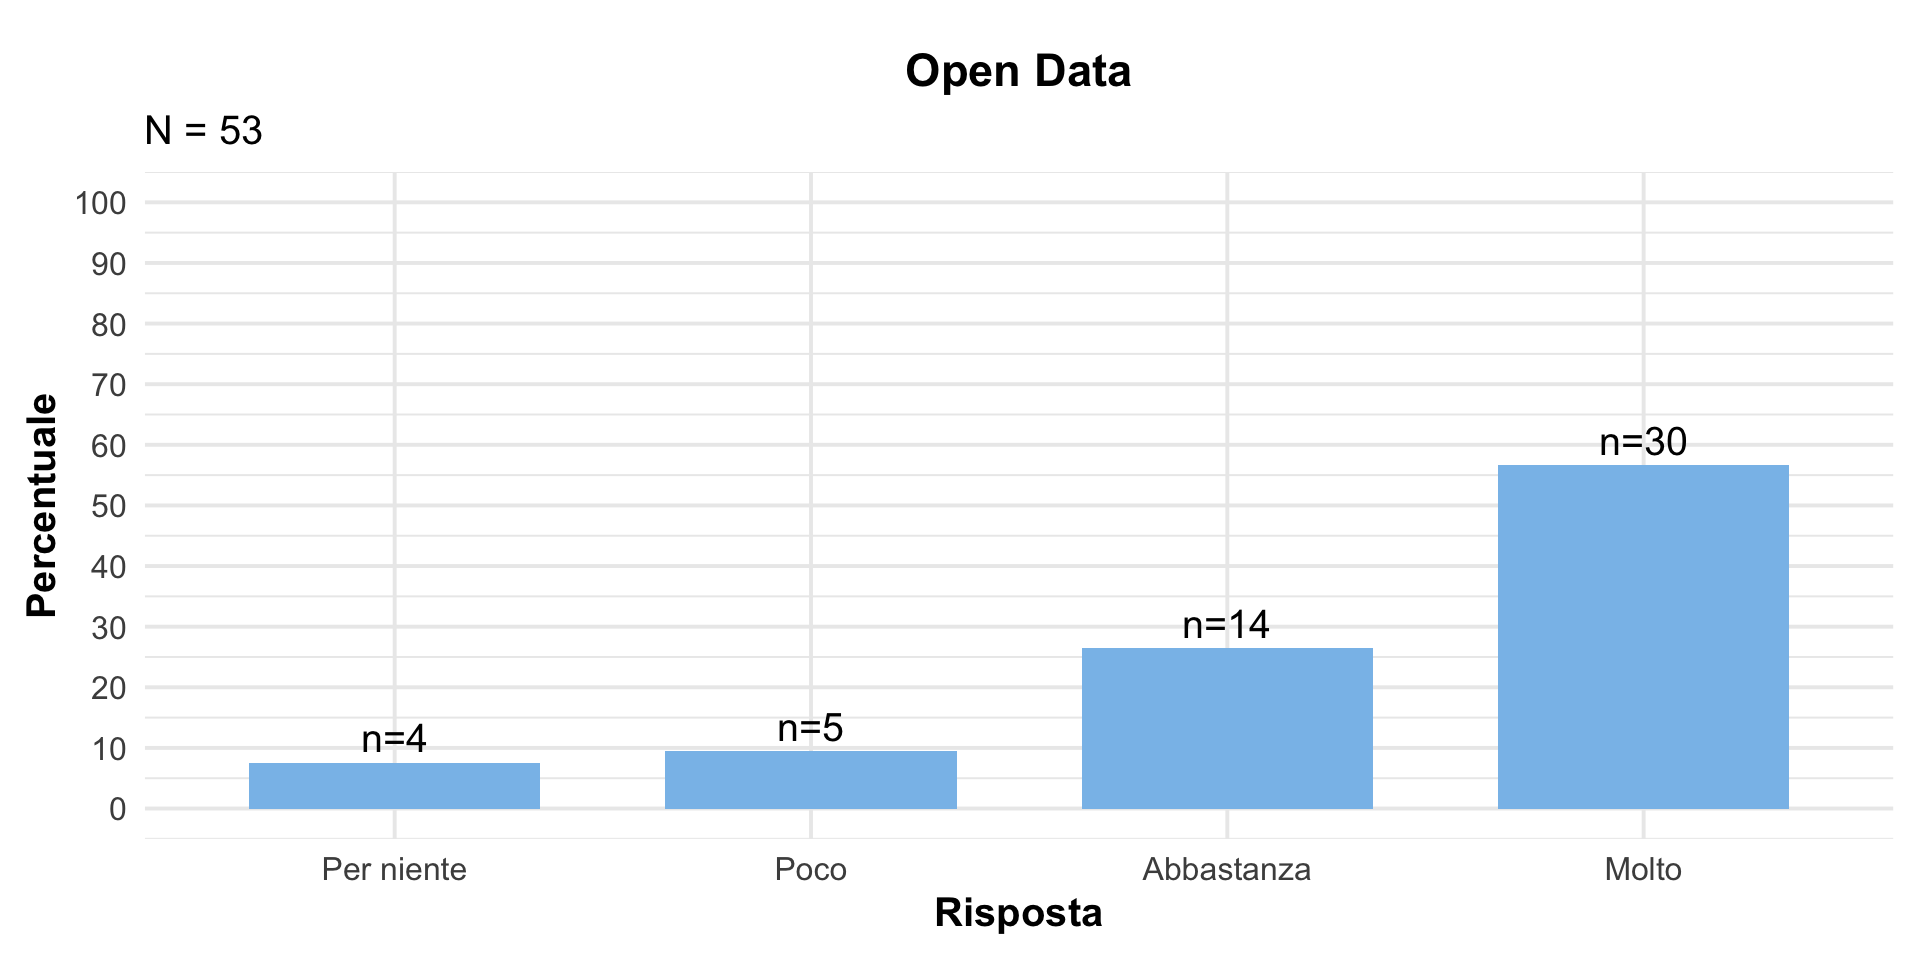 Open Data
N = 53
100
90
80
70
60
50
40
30
20
10
0
Percentuale
n=4
n=5
n=14
n=30
Per niente
Poco
Abbastanza
Molto
Risposta